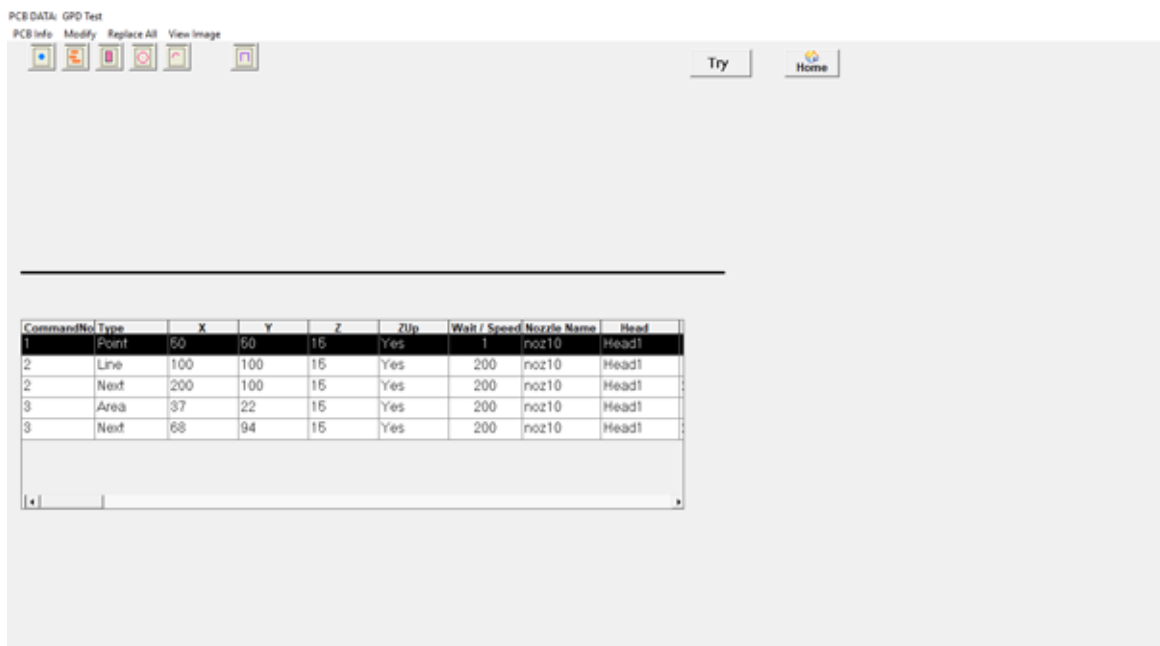 PCB DATA: GPD Test
PCB Info Modify Replace All View Image
Try Home
CommandNo Type X Y Z ZUp Wait / Speed Nozzle Name Head
1 Point 50 50 15 Yes 1 noz10 Head1
2 Line 100 100 15 Yes 200 noz10 Head1
2 Next 200 100 15 Yes 200 noz10 Head1
3 Area 37 22 15 Yes 200 noz10 Head1
3 Next 68 94 15 Yes 200 noz10 Head1